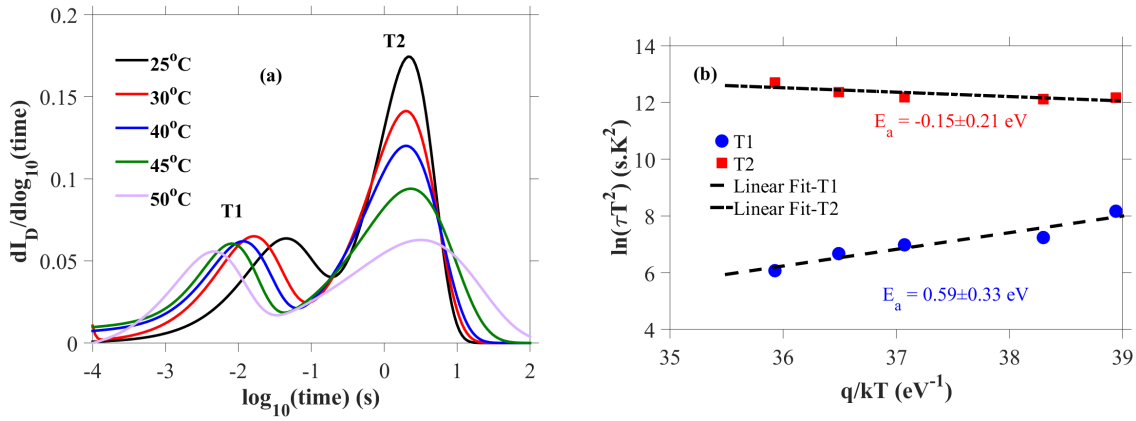 0.2
0.15
0.1
0.05
0
-4
-3
-2
-1
0
1
2
dI_D/dlog_10(time)
log_10(time) (s)
(a)
T1
T2
25°C
30°C
40°C
45°C
50°C
14
12
10
8
6
4
35
36
37
38
39
ln(τT^2) (s.K^2)
q/kT (eV^-1)
(b)
E_a = -0.15±0.21 eV
T1
T2
Linear Fit-T1
Linear Fit-T2
E_a = 0.59±0.33 eV